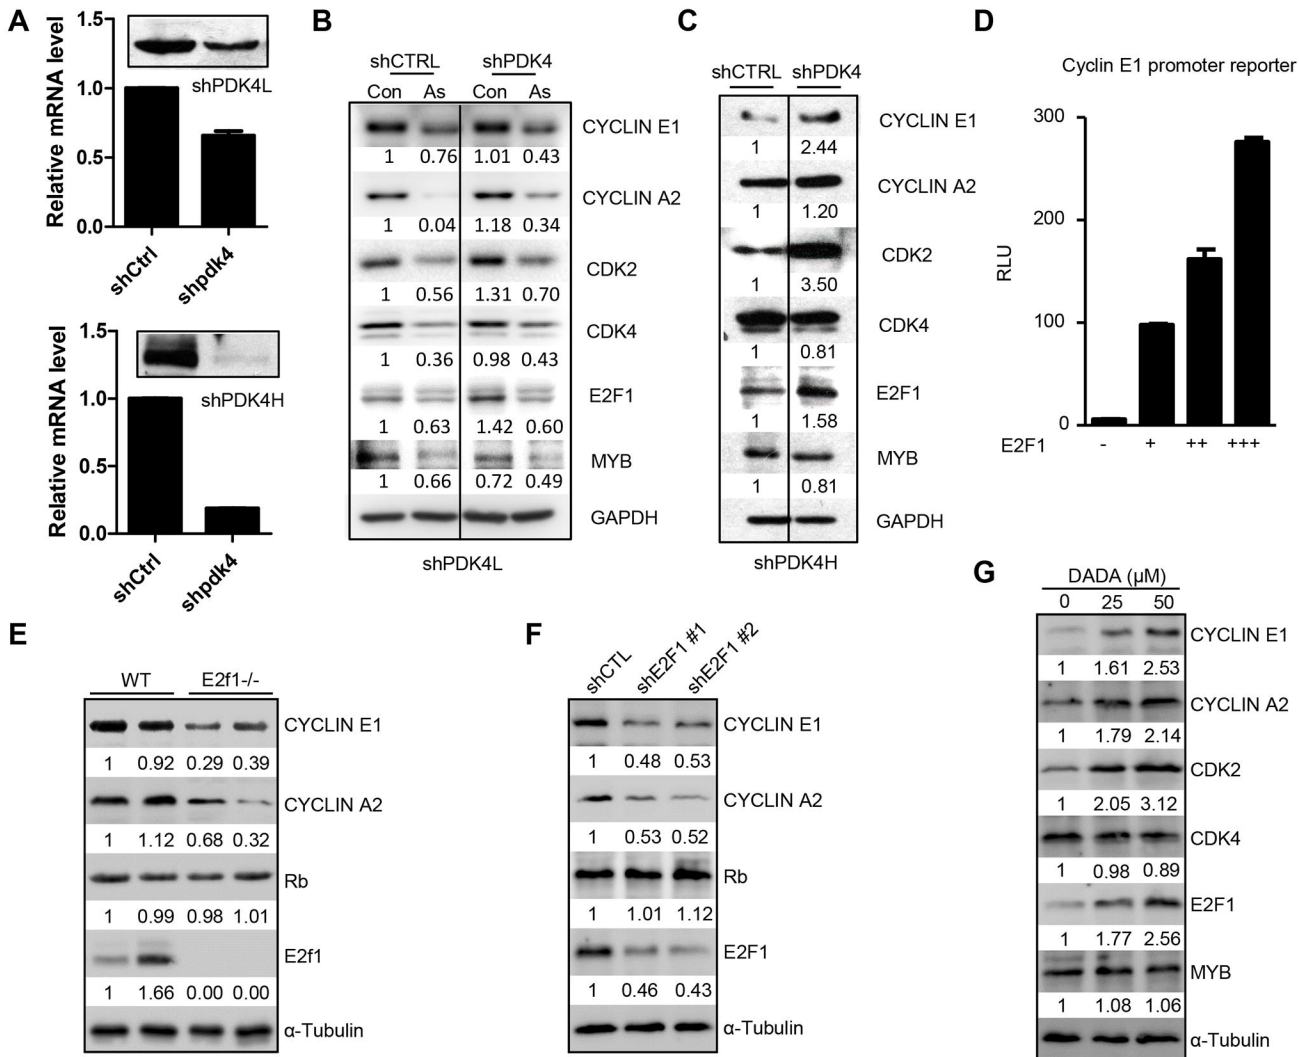 A
Relative mRNA level
1.5
1.0
0.5
0.0
shPDK4L
shCtrl
shpdk4
Relative mRNA level
1.5
1.0
0.5
0.0
shPDK4H
shCtrl
shpdk4
B
shCTRL shPDK4
Con As Con As
CYCLIN E1
1 0.76 1.01 0.43
CYCLIN A2
1 0.04 1.18 0.34
CDK2
1 0.56 1.31 0.70
CDK4
1 0.36 0.98 0.43
E2F1
1 0.63 1.42 0.60
MYB
1 0.66 0.72 0.49
GAPDH
shPDK4L
C
shCTRL shPDK4
CYCLIN E1
1 2.44
CYCLIN A2
1 1.20
CDK2
1 3.50
CDK4
1 0.81
E2F1
1 1.58
MYB
1 0.81
GAPDH
shPDK4H
D
Cyclin E1 promoter reporter
RLU
300
200
100
0
E2F1 - + ++ +++
E
WT E2f1-/-
CYCLIN E1
1 0.92 0.29 0.39
CYCLIN A2
1 1.12 0.68 0.32
Rb
1 0.99 0.98 1.01
E2f1
1 1.66 0.00 0.00
α-Tubulin
F
shCTL
shE2F1 #1
shE2F1 #2
CYCLIN E1
1 0.48 0.53
CYCLIN A2
1 0.53 0.52
Rb
1 1.01 1.12
E2F1
1 0.46 0.43
α-Tubulin
G
DADA (µM)
0 25 50
CYCLIN E1
1 1.61 2.53
CYCLIN A2
1 1.79 2.14
CDK2
1 2.05 3.12
CDK4
1 0.98 0.89
E2F1
1 1.77 2.56
MYB
1 1.08 1.06
α-Tubulin